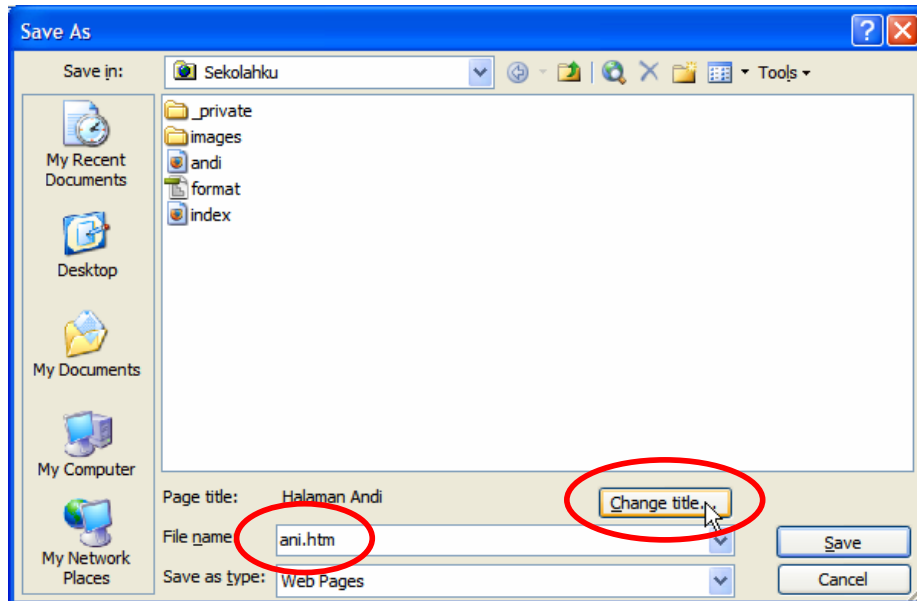 Save As
Save in: Sekolahku Tools
My Recent Documents
Desktop
My Documents
My Computer
My Network Places
_private
images
andi
format
index
Page title: Halaman Andi Change title...
File name: ani.htm Save
Save as type: Web Pages Cancel